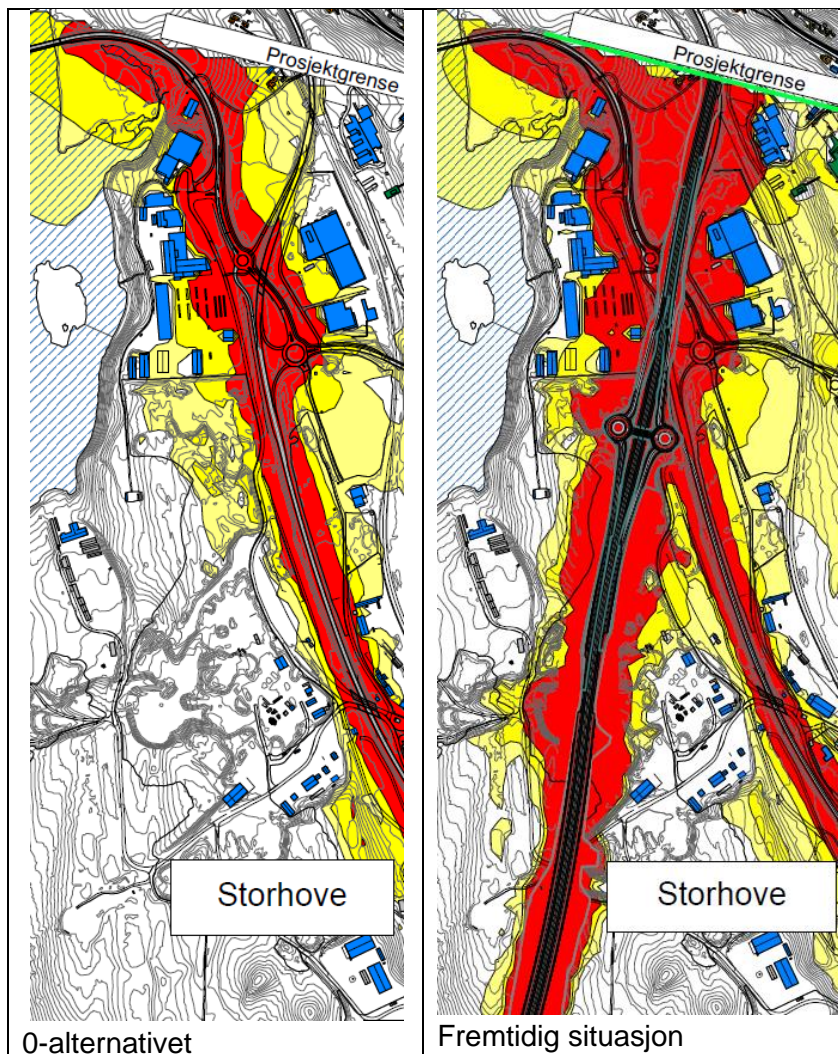 Prosjektgrense
Storhove
0-alternativet
Prosjektgrense
Storhove
Fremtidig situasjon